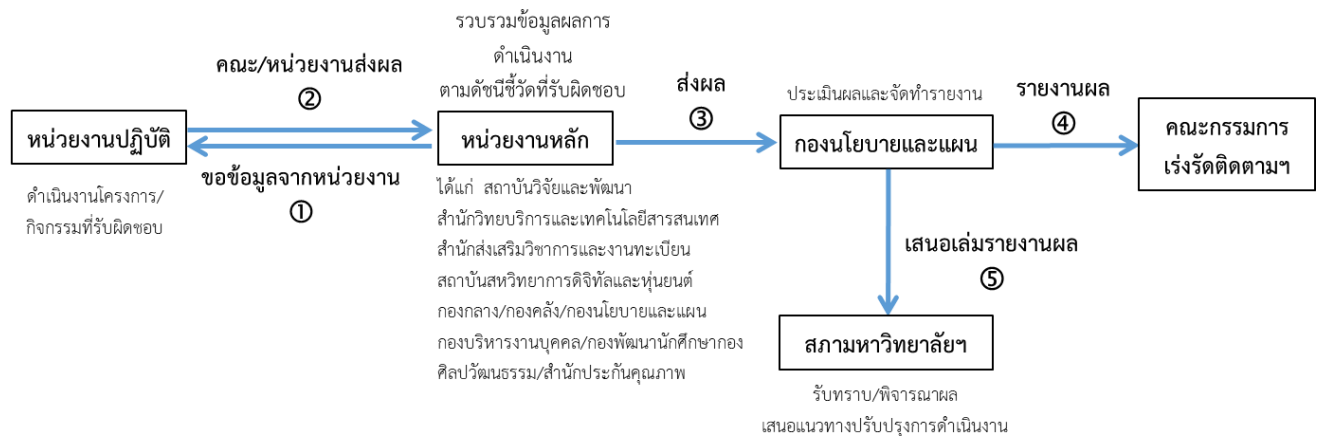 รวบรวมข้อมูลผลการ
ดำเนินงาน
ตามดัชนีชี้วัดที่รับผิดชอบ
คณะ/หน่วยงานส่งผล
②
หน่วยงานปฏิบัติ
ขอข้อมูลจากหน่วยงาน
①
ดำเนินงานโครงการ/
กิจกรรมที่รับผิดชอบ
หน่วยงานหลัก
ได้แก่ สถาบันวิจัยและพัฒนา
สำนักวิทยบริการและเทคโนโลยีสารสนเทศ
สำนักส่งเสริมวิชาการและงานทะเบียน
สถาบันสหวิทยาการดิจิทัลและหุ่นยนต์
กองกลาง/กองคลัง/กองนโยบายและแผน
กองบริหารงานบุคคล/กองพัฒนานักศึกษากอง
ศิลปวัฒนธรรม/สำนักประกันคุณภาพ
ส่งผล
③
ประเมินผลและจัดทำรายงาน
กองนโยบายและแผน
รายงานผล
④
คณะกรรมการ
เร่งรัดติดตามฯ
เสนอเล่มรายงานผล
⑤
สภามหาวิทยาลัยฯ
รับทราบ/พิจารณาผล
เสนอแนวทางปรับปรุงการดำเนินงาน